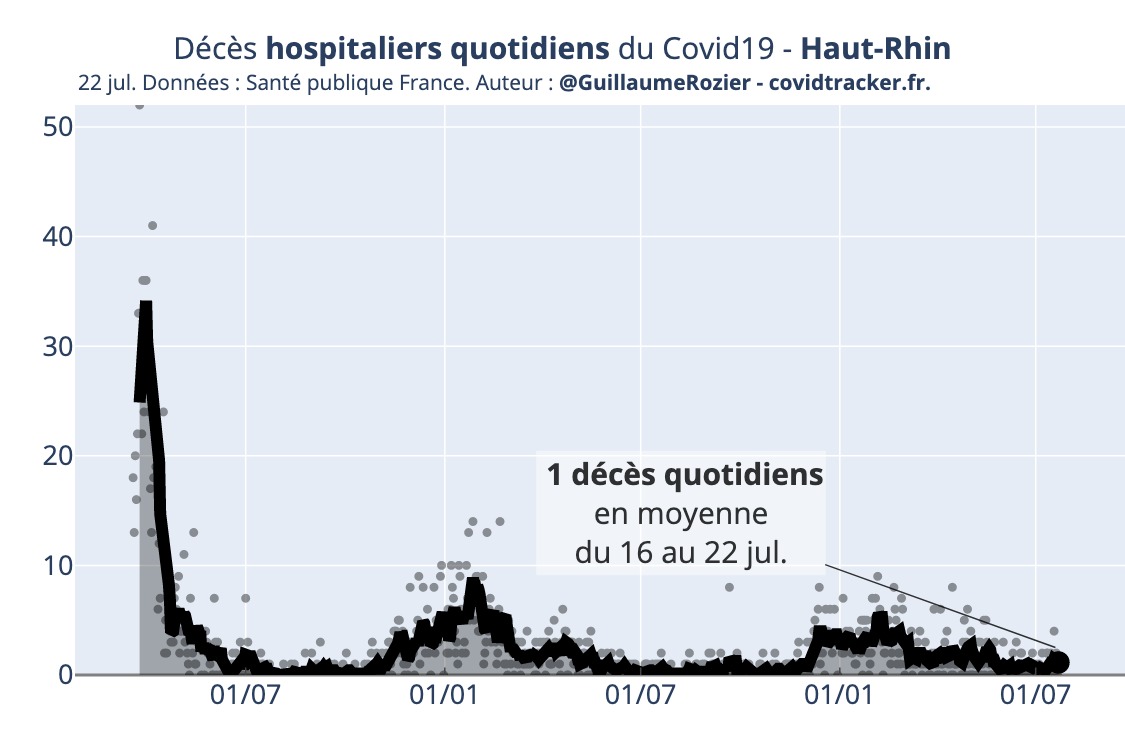 Décès hospitaliers quotidiens du Covid19 - Haut-Rhin
22 jul. Données : Santé publique France. Auteur : @GuillaumeRozier - covidtracker.fr.
50
40
30
20
10
0
1 décès quotidiens
en moyenne
du 16 au 22 jul.
01/07 01/01 01/07 01/01 01/07